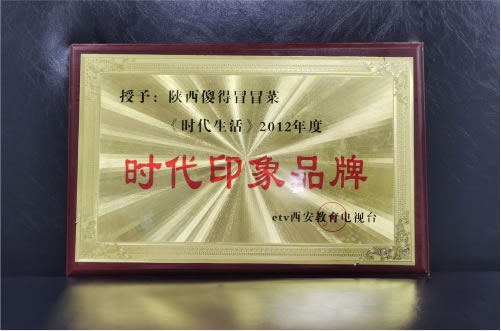 授予：陕西傻得冒冒菜
《时代生活》2012年度
时代印象品牌
etv西安教育电视台